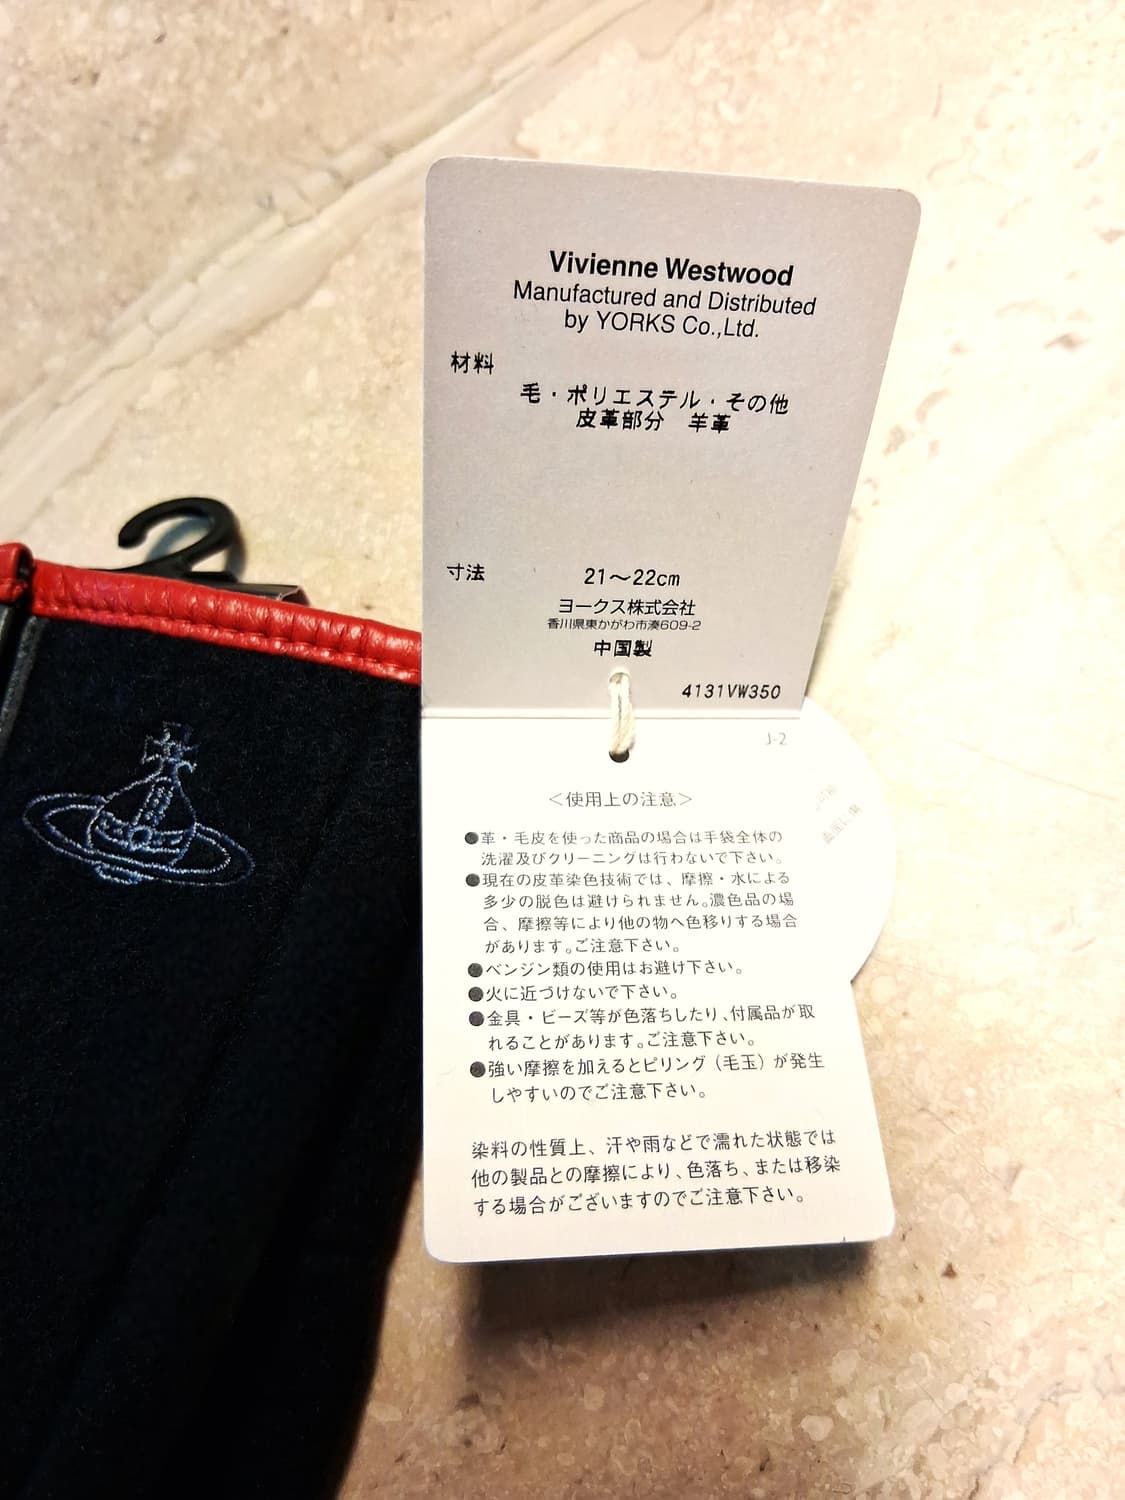 Vivienne Westwood
Manufactured and Distributed
by YORKS Co.,Ltd.
材料
毛・ポリエステル・その他
皮革部分 羊革
寸法 21～22cm
ヨークス株式会社
香川県東かがわ市湊609-2
中国製
4131VW350
J-2
＜使用上の注意＞
●革・毛皮を使った商品の場合は手袋全体の
洗濯及びクリーニングは行わないで下さい。
●現在の皮革染色技術では、摩擦・水による
多少の脱色は避けられません。濃色品の場
合、摩擦等により他の物へ色移りする場合
があります。ご注意下さい。
●ベンジン類の使用はお避け下さい。
●火に近づけないで下さい。
●金具・ビーズ等が色落ちしたり、付属品が取
れることがあります。ご注意下さい。
●強い摩擦を加えるとピリング（毛玉）が発生
しやすいのでご注意下さい。
染料の性質上、汗や雨などで濡れた状態では
他の製品との摩擦により、色落ち、または移染
する場合がございますのでご注意下さい。